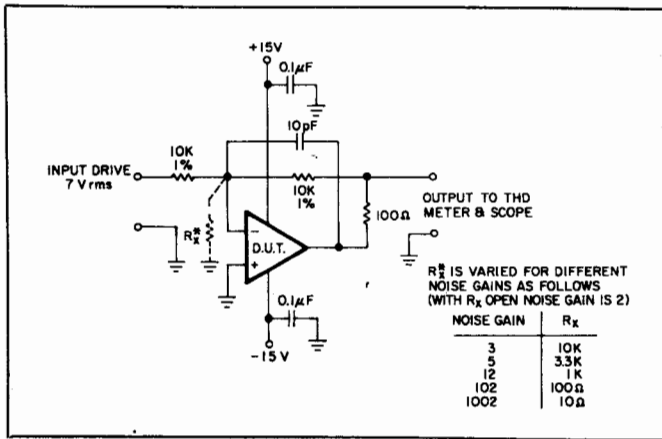 +15V
0.1µF
10pF
10K
1%
INPUT DRIVE
7 V rms
10K
1%
OUTPUT TO THD
METER & SCOPE
100Ω
R*x
−
D.U.T.
+
R*x IS VARIED FOR DIFFERENT
NOISE GAINS AS FOLLOWS
(WITH Rx OPEN NOISE GAIN IS 2)
0.1µF
−15V
NOISE GAIN Rx
3 10K
5 3.3K
12 1K
102 100Ω
1002 10Ω